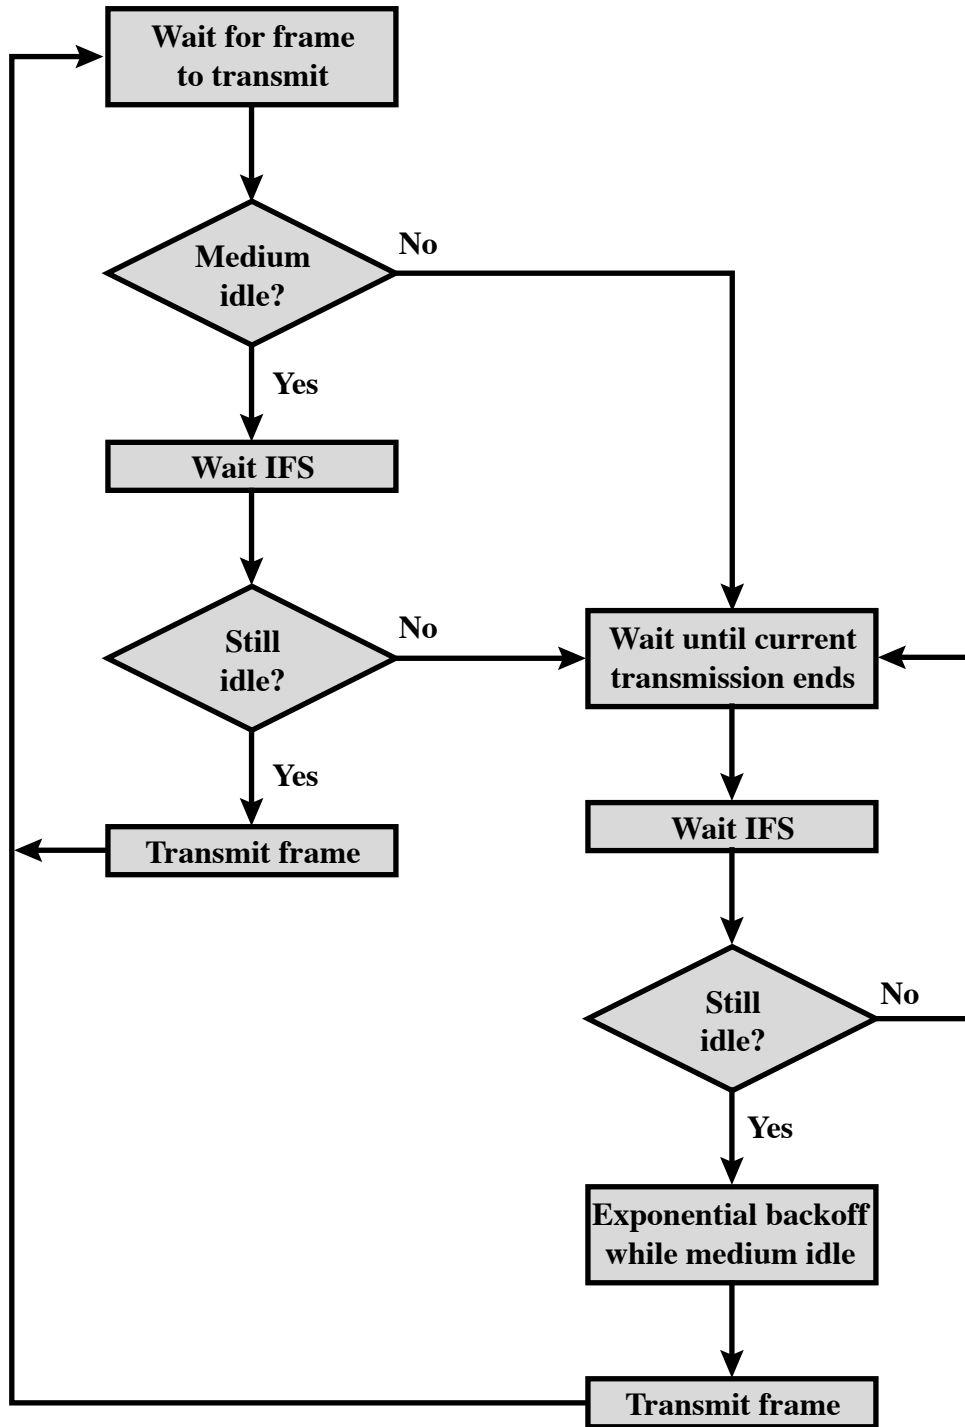 Wait for frame
to transmit
Medium
idle?
No
Yes
Wait IFS
Still
idle?
No
Yes
Transmit frame
Wait until current
transmission ends
Wait IFS
Still
idle?
No
Yes
Exponential backoff
while medium idle
Transmit frame